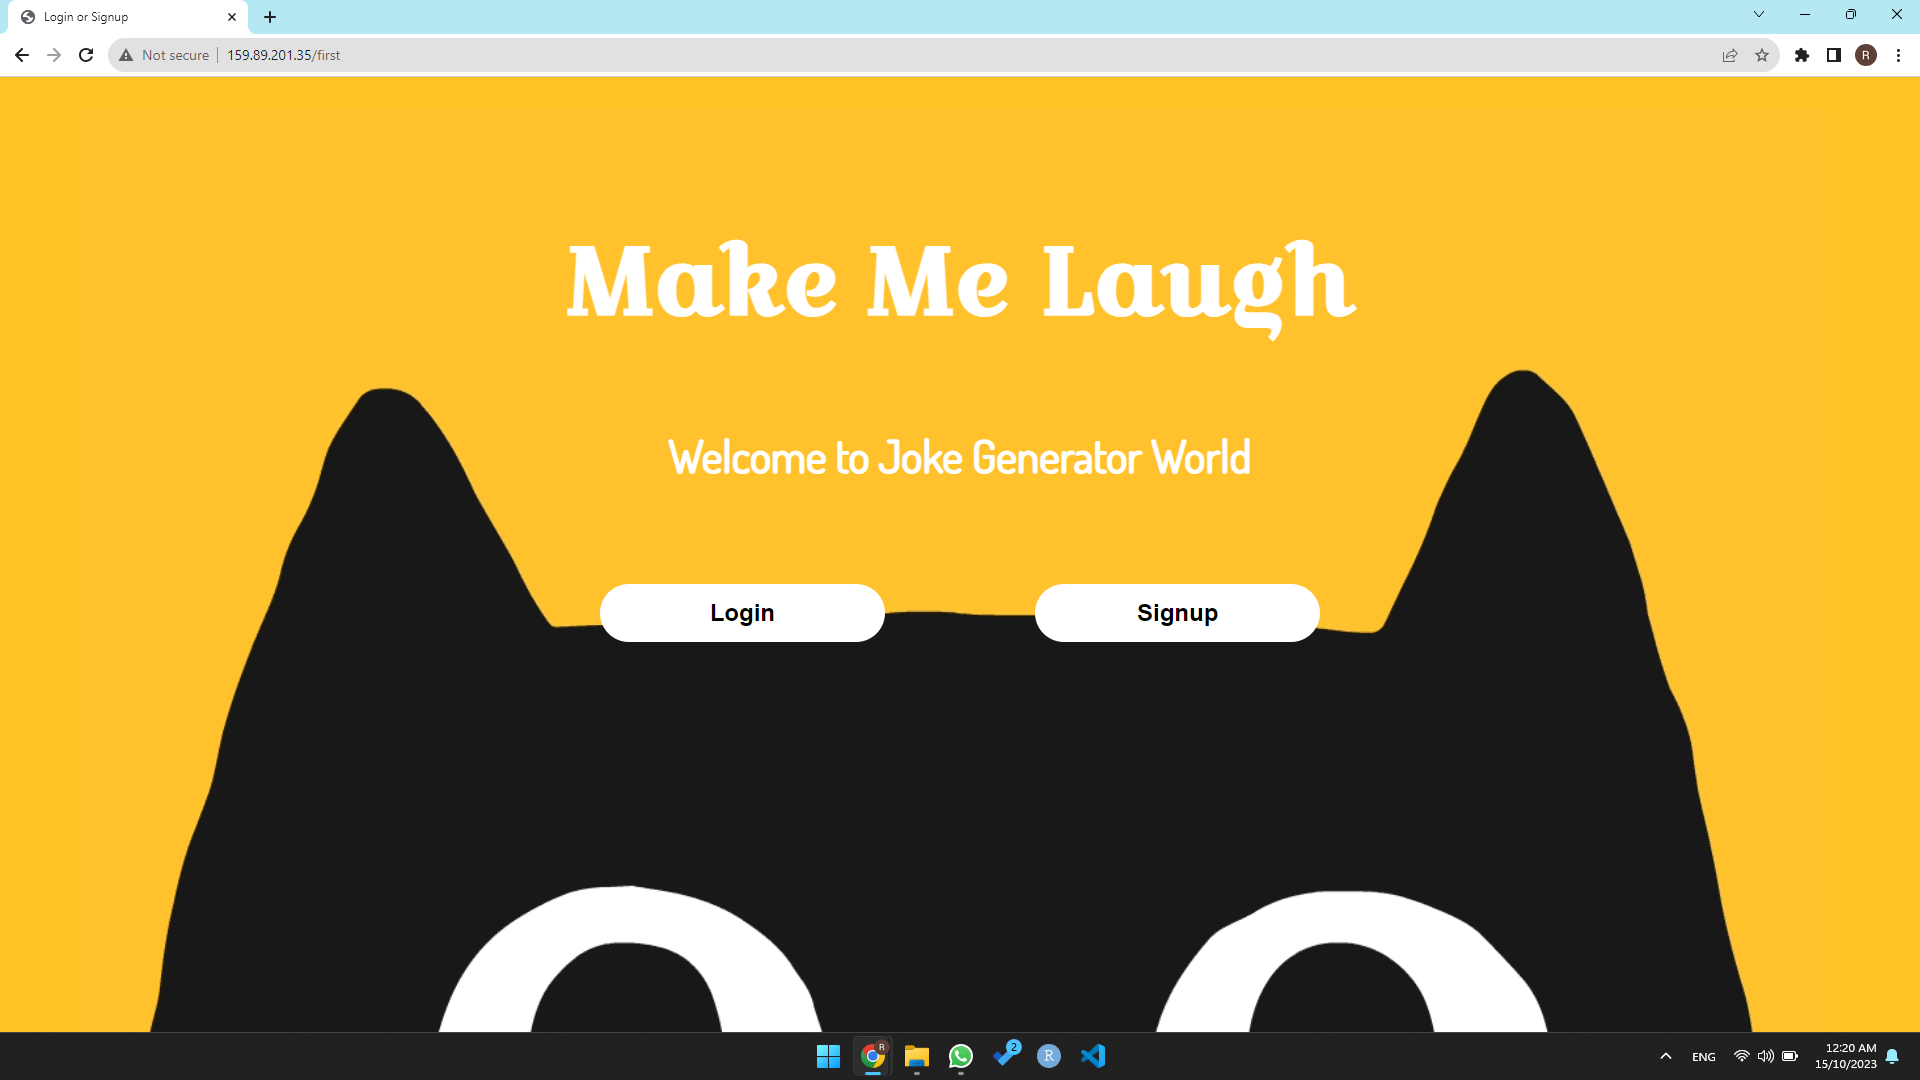 Login or Signup
Not secure
159.89.201.35/first
R
Make Me Laugh
Welcome to Joke Generator World
Login
Signup
R
2
R
ENG
12:20 AM
15/10/2023